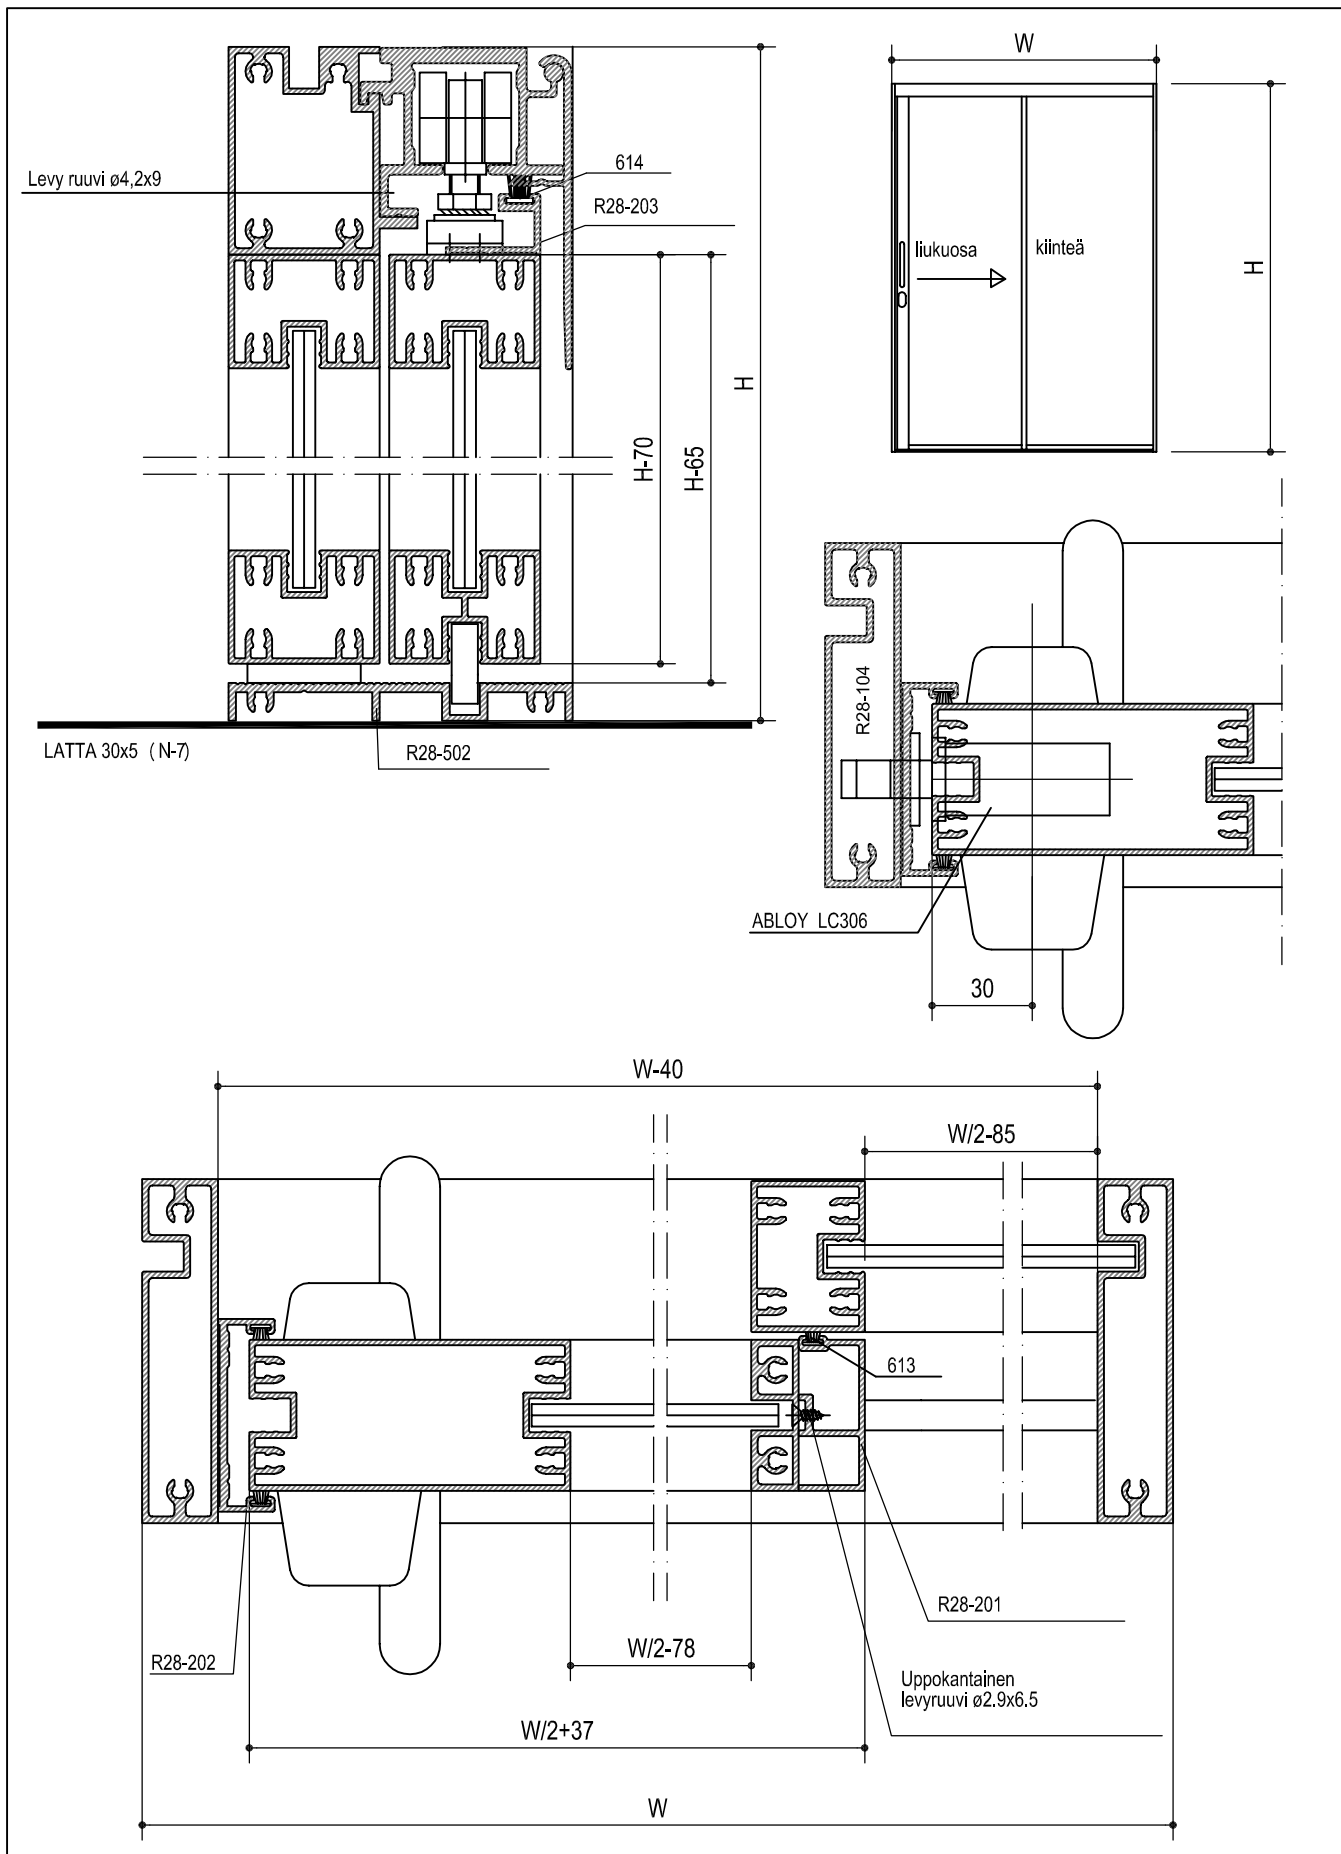 W
614
Levy ruuvi ø4,2x9
R28-203
liukuosa
kiinteä
H
H
H-70
H-65
R28-104
LATTA 30x5 ( N-7)
R28-502
ABLOY LC306
30
W-40
W/2-85
613
R28-201
W/2-78
R28-202
Uppokantainen
levyruuvi ø2.9x6.5
W/2+37
W